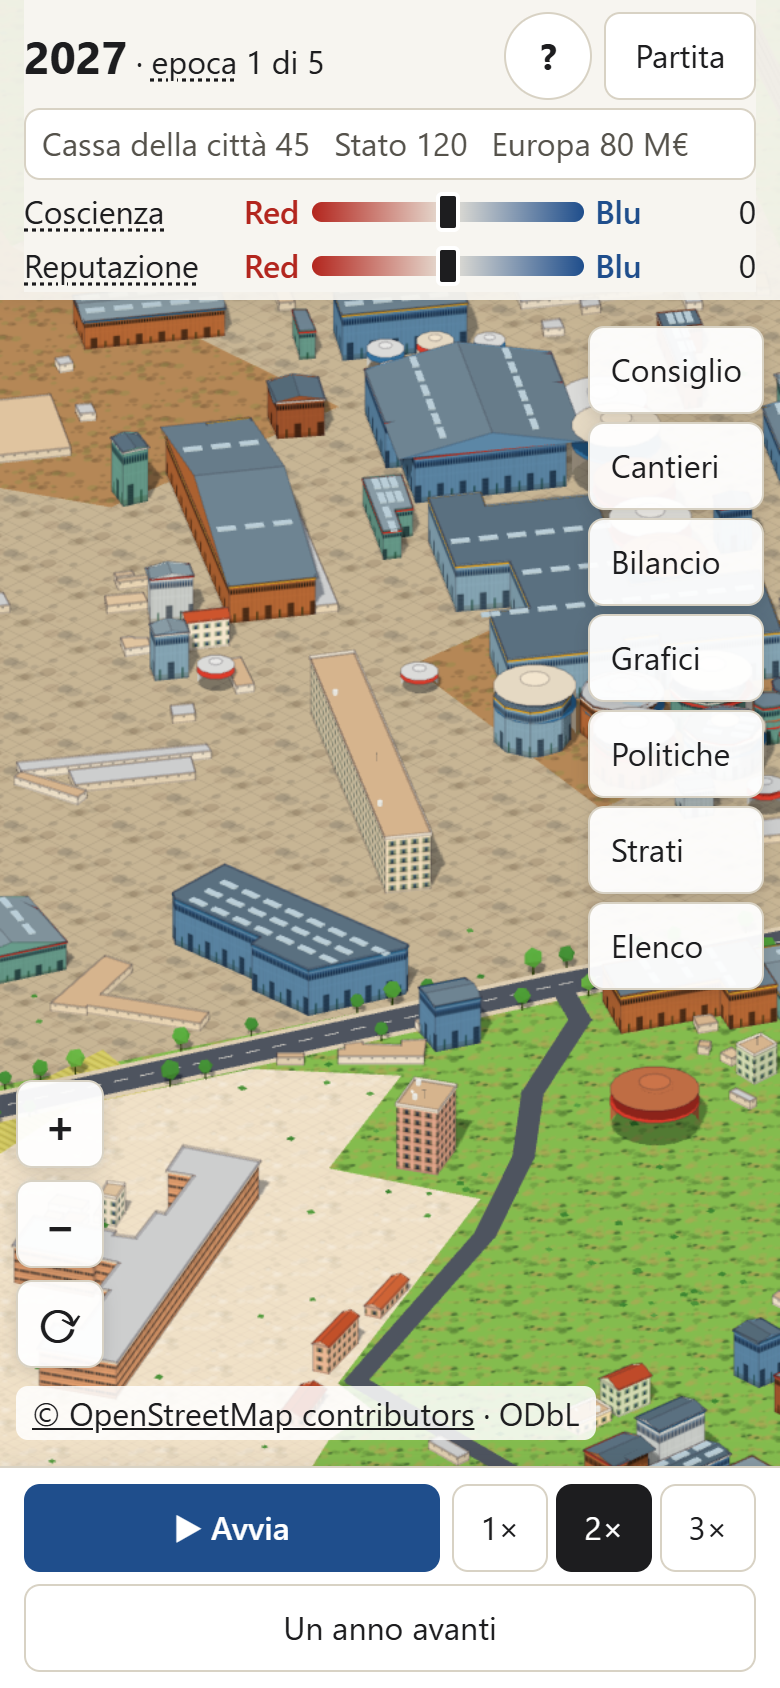 2027 · epoca 1 di 5
?
Partita
Cassa della città 45 Stato 120 Europa 80 M€
Coscienza Red Blu 0
Reputazione Red Blu 0
Consiglio
Cantieri
Bilancio
Grafici
Politiche
Strati
Elenco
+
−
© OpenStreetMap contributors · ODbL
▶ Avvia
1×
2×
3×
Un anno avanti